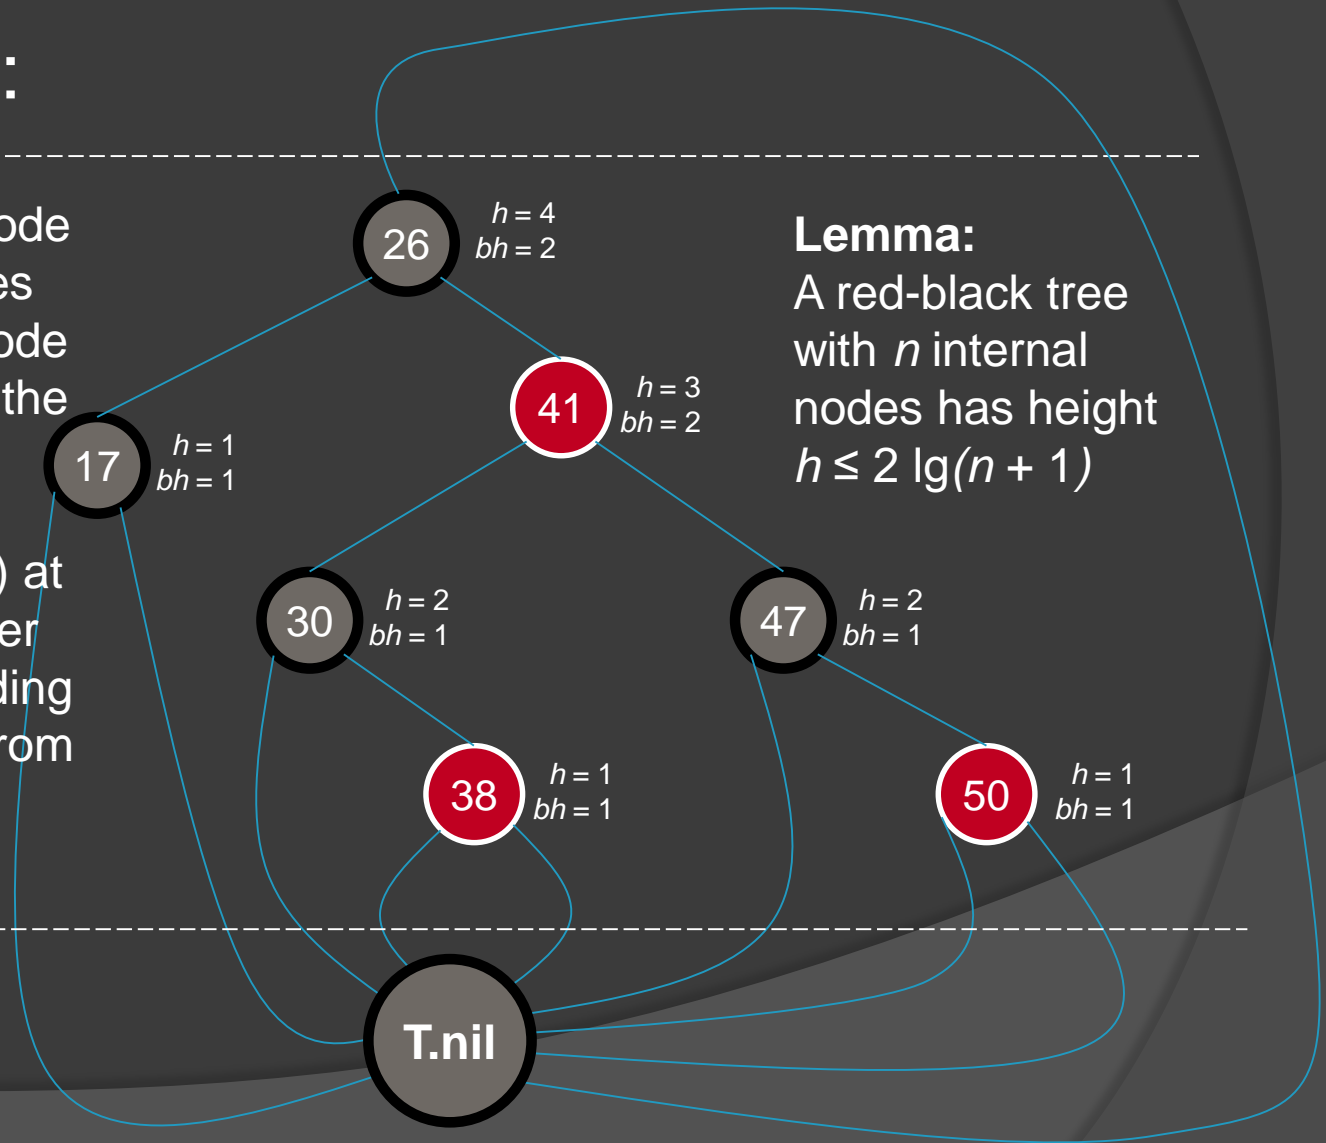 :
ode
es
ode
the
) at
er
ding
rom
26
h = 4
bh = 2
41
h = 3
bh = 2
17
h = 1
bh = 1
30
h = 2
bh = 1
47
h = 2
bh = 1
38
h = 1
bh = 1
50
h = 1
bh = 1
T.nil
Lemma:
A red-black tree
with n internal
nodes has height
h ≤ 2 lg(n + 1)